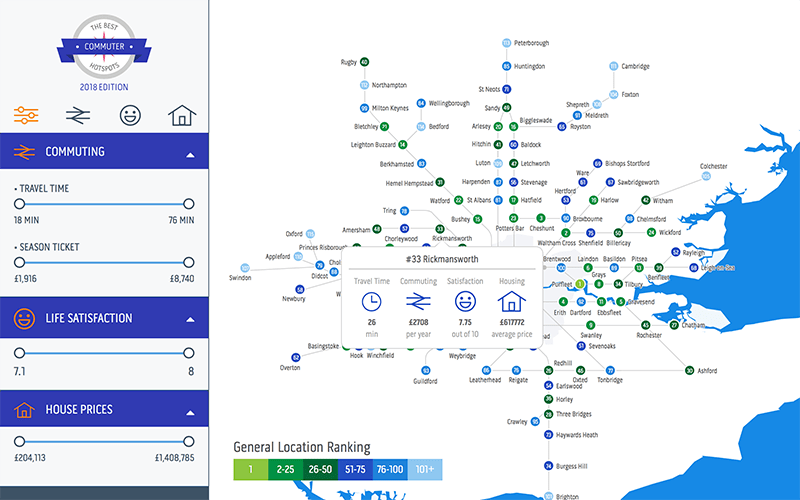 THE BEST
COMMUTER
HOTSPOTS
2018 EDITION
COMMUTING
• TRAVEL TIME
18 MIN
76 MIN
• SEASON TICKET
£1,916
£8,740
LIFE SATISFACTION
7.1
8
HOUSE PRICES
£204,113
£1,408,785
Peterborough
Rugby
Huntingdon
Cambridge
Northampton
St Neots
Foxton
Wellingborough
Milton Keynes
Sandy
Shepreth
Meldreth
Bletchley
Bedford
Arlesey
Biggleswade
Royston
Leighton Buzzard
Hitchin
Baldock
Berkhamsted
Luton
Letchworth
Bishops Stortford
Colchester
Hemel Hempstead
Harpenden
Stevenage
Ware
Sawbridgeworth
Hertford
Watford
St Albans
Hatfield
Harlow
Witham
Tring
Bushey
Potters Bar
Cheshunt
Broxbourne
Chelmsford
Oxford
Amersham
Chorleywood
Rickmansworth
Waltham Cross
Shenfield
Billericay
Wickford
Princes Risborough
Appleford
Didcot
Swindon
Newbury
Brentwood
Laindon
Basildon
Pitsea
Rayleigh
Leigh-on-Sea
Benfleet
Grays
Purfleet
Tilbury
#33 Rickmansworth
Travel Time
Commuting
Satisfaction
Housing
26
£2708
7.75
£617772
min
per year
out of 10
average price
Erith
Dartford
Ebbsfleet
Gravesend
Swanley
Rochester
Chatham
Sevenoaks
Basingstoke
Hook
Winchfield
Weybridge
Overton
Guildford
Leatherhead
Reigate
Redhill
Oxted
Tonbridge
Ashford
Earlswood
Horley
Three Bridges
Crawley
Haywards Heath
Burgess Hill
Brighton
General Location Ranking
1
2-25
26-50
51-75
76-100
101+